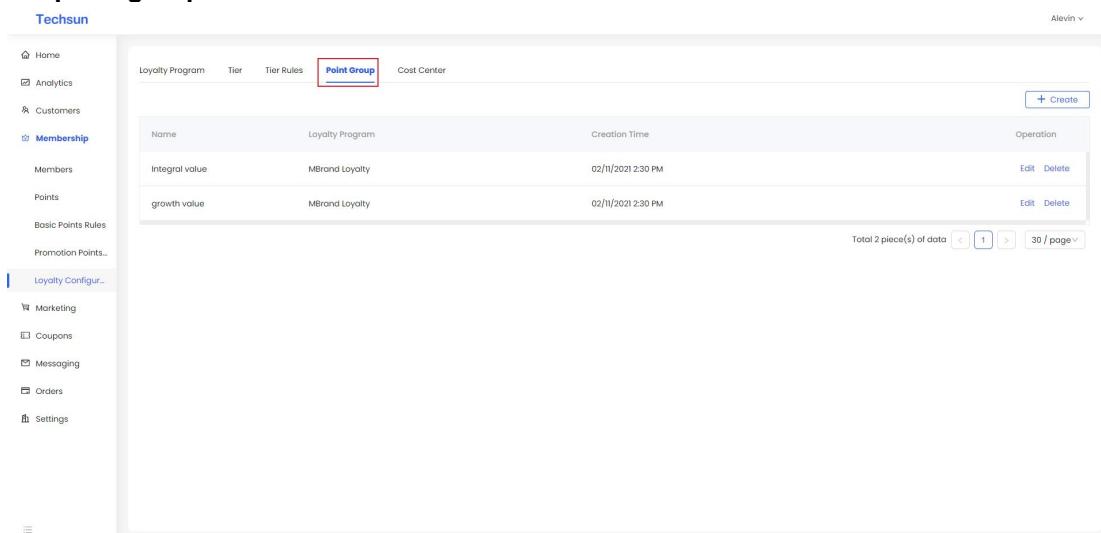 Techsun
Alevin
Home
Analytics
Customers
Membership
Members
Points
Basic Points Rules
Promotion Points...
Loyalty Configur...
Marketing
Coupons
Messaging
Orders
Settings
Loyalty Program Tier Tier Rules Point Group Cost Center
+ Create
Name Loyalty Program Creation Time Operation
Integral value MBrand Loyalty 02/11/2021 2:30 PM Edit Delete
growth value MBrand Loyalty 02/11/2021 2:30 PM Edit Delete
Total 2 piece(s) of data < 1 > 30 / page